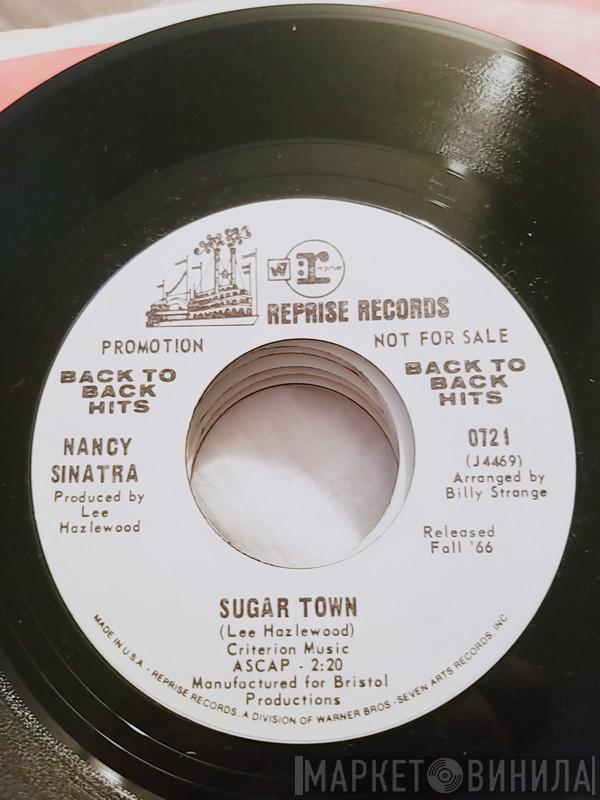 W
R
reprise
REPRISE RECORDS
PROMOTION
NOT FOR SALE
BACK TO
BACK
HITS
BACK TO
BACK
HITS
NANCY
SINATRA
Produced by
Lee
Hazlewood
0721
(J4469)
Arranged by
Billy Strange
Released
Fall '66
SUGAR TOWN
(Lee Hazlewood)
Criterion Music
ASCAP - 2:20
Manufactured for Bristol
Productions
MADE IN U.S.A. - REPRISE RECORDS, A DIVISION OF WARNER BROS.-SEVEN ARTS RECORDS, INC
МАРКЕТ ВИНИЛА